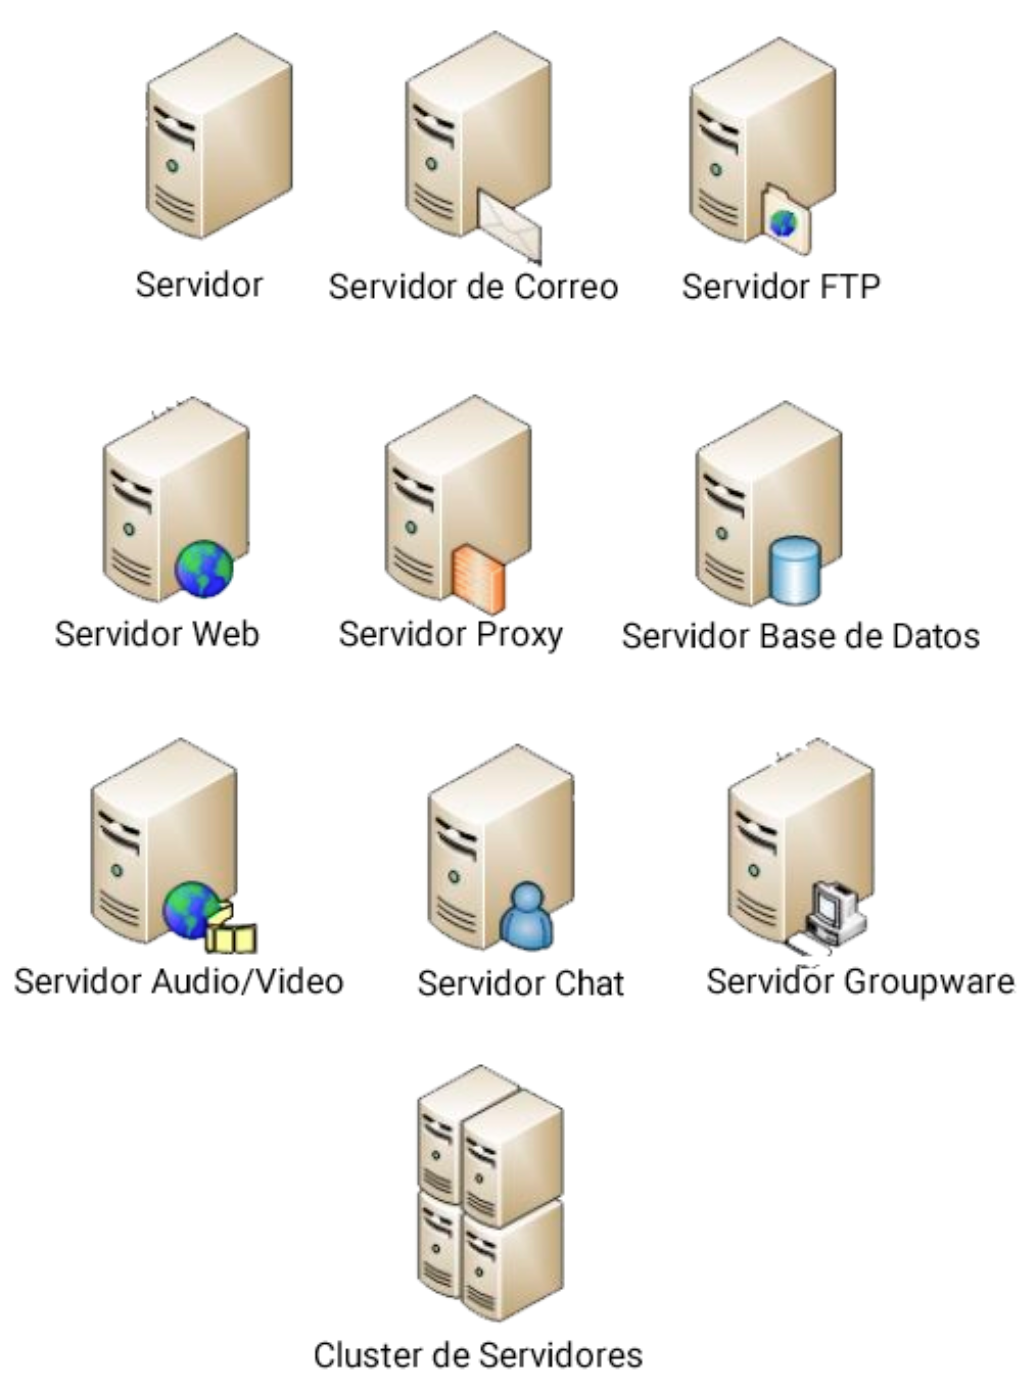 Servidor
Servidor de Correo
Servidor FTP
Servidor Web
Servidor Proxy
Servidor Base de Datos
Servidor Audio/Video
Servidor Chat
Servidor Groupware
Cluster de Servidores